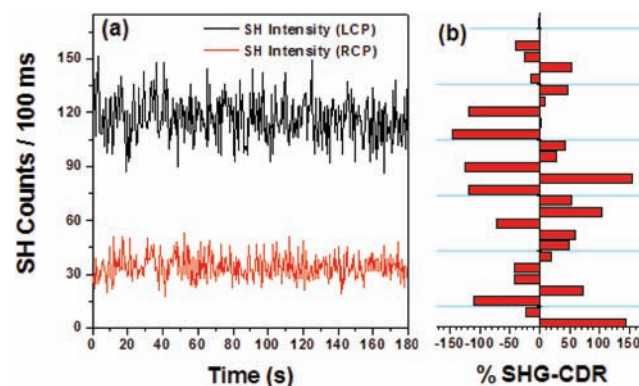 (a)
SH Intensity (LCP)
SH Intensity (RCP)
(b)
SH Counts / 100 ms
150
120
90
60
30
0
0 20 40 60 80 100 120 140 160 180
Time (s)
-150 -100 -50 0 50 100 150
% SHG-CDR